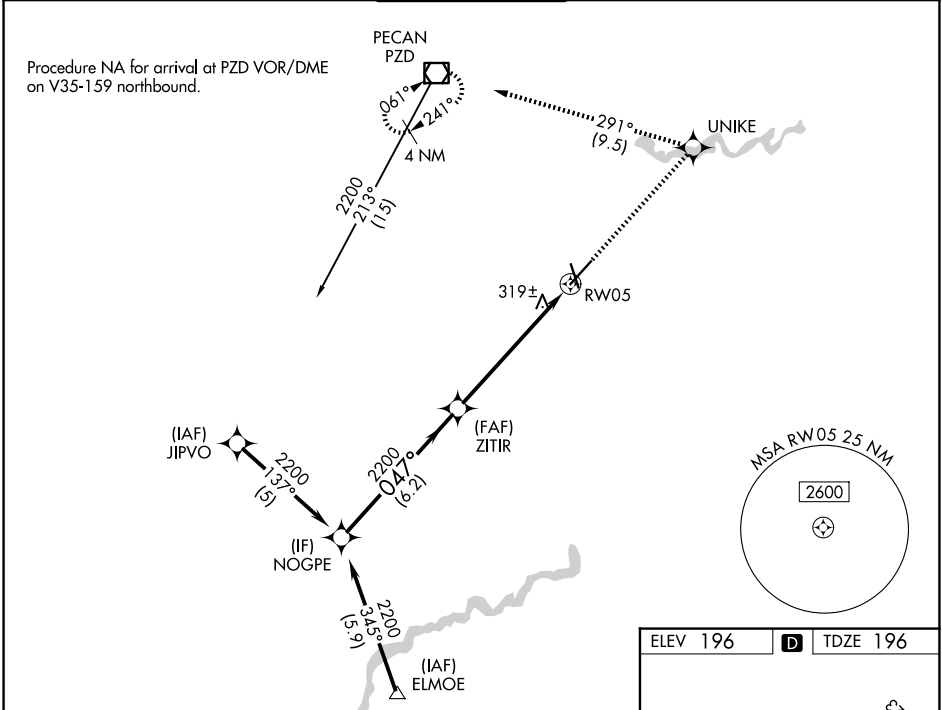 PECAN
PZD
Procedure NA for arrival at PZD VOR/DME
on V35-159 northbound.
061°
241°
4 NM
291°
(9.5)
UNIKE
2200
213°
(15)
319±
RW05
(IAF)
JIPVO
2200
137°
(5)
2200
047°
(6.2)
(FAF)
ZITIR
(IF)
NOGPE
2200
345°
(5.9)
(IAF)
ELMOE
MSA RW05 25 NM
2600
ELEV 196
D
TDZE 196